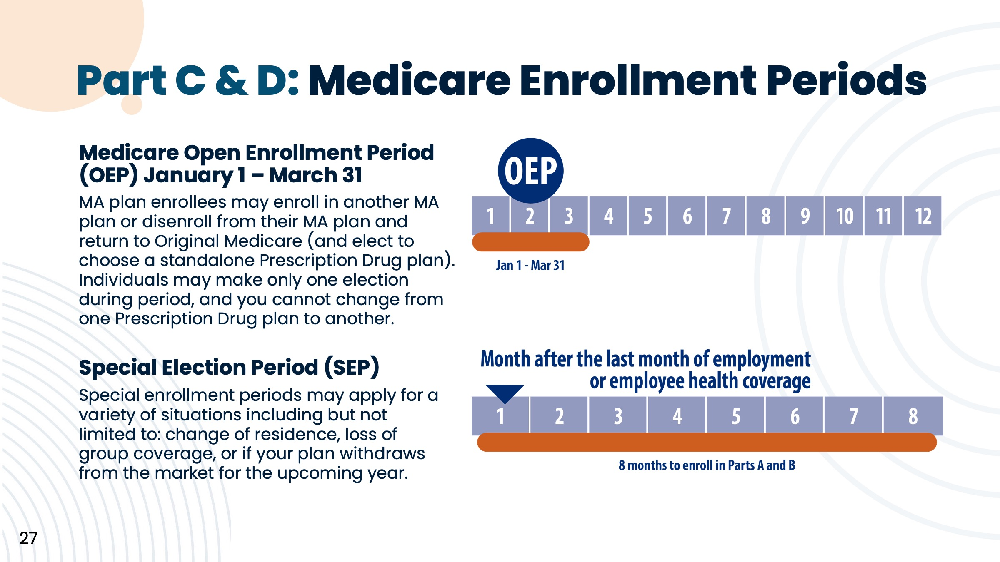 Part C & D: Medicare Enrollment Periods
Medicare Open Enrollment Period
(OEP) January 1 – March 31
MA plan enrollees may enroll in another MA
plan or disenroll from their MA plan and
return to Original Medicare (and elect to
choose a standalone Prescription Drug plan).
Individuals may make only one election
during period, and you cannot change from
one Prescription Drug plan to another.
OEP
1 2 3 4 5 6 7 8 9 10 11 12
Jan 1 - Mar 31
Special Election Period (SEP)
Special enrollment periods may apply for a
variety of situations including but not
limited to: change of residence, loss of
group coverage, or if your plan withdraws
from the market for the upcoming year.
Month after the last month of employment
or employee health coverage
1 2 3 4 5 6 7 8
8 months to enroll in Parts A and B
27